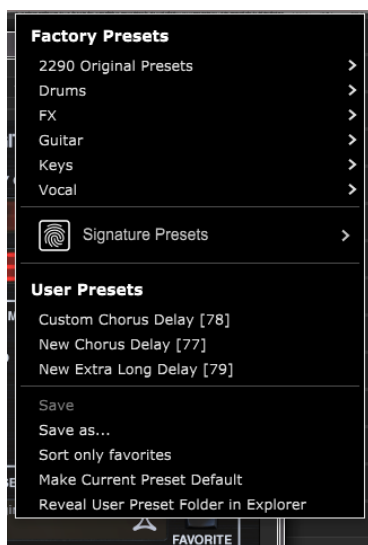 Factory Presets
2290 Original Presets
Drums
FX
Guitar
Keys
Vocal
Signature Presets
User Presets
Custom Chorus Delay [78]
New Chorus Delay [77]
New Extra Long Delay [79]
Save
Save as...
Sort only favorites
Make Current Preset Default
Reveal User Preset Folder in Explorer
FAVORITE